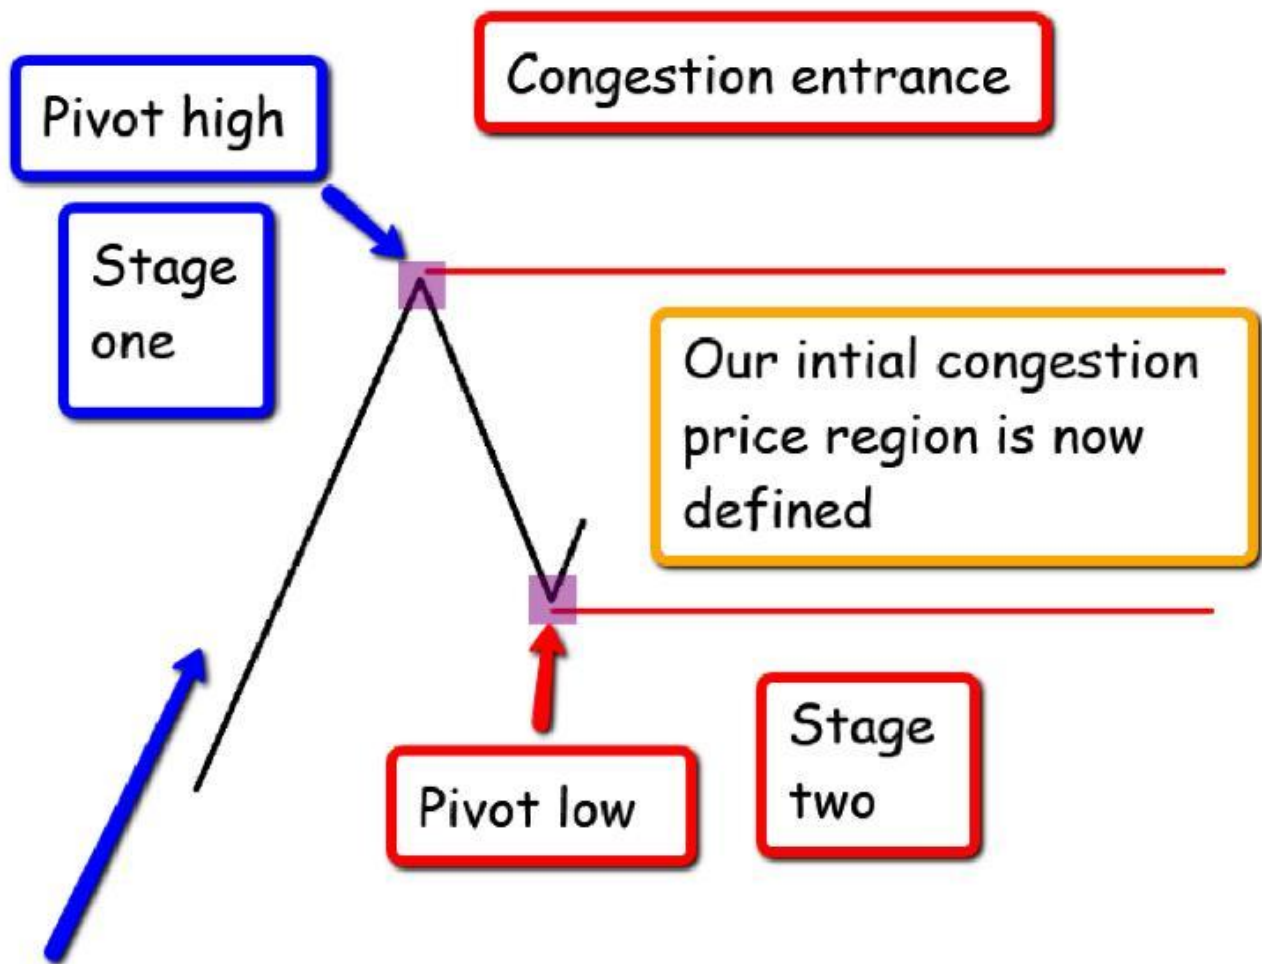 Congestion entrance
Pivot high
Stage
one
Our intial congestion
price region is now
defined
Pivot low
Stage
two